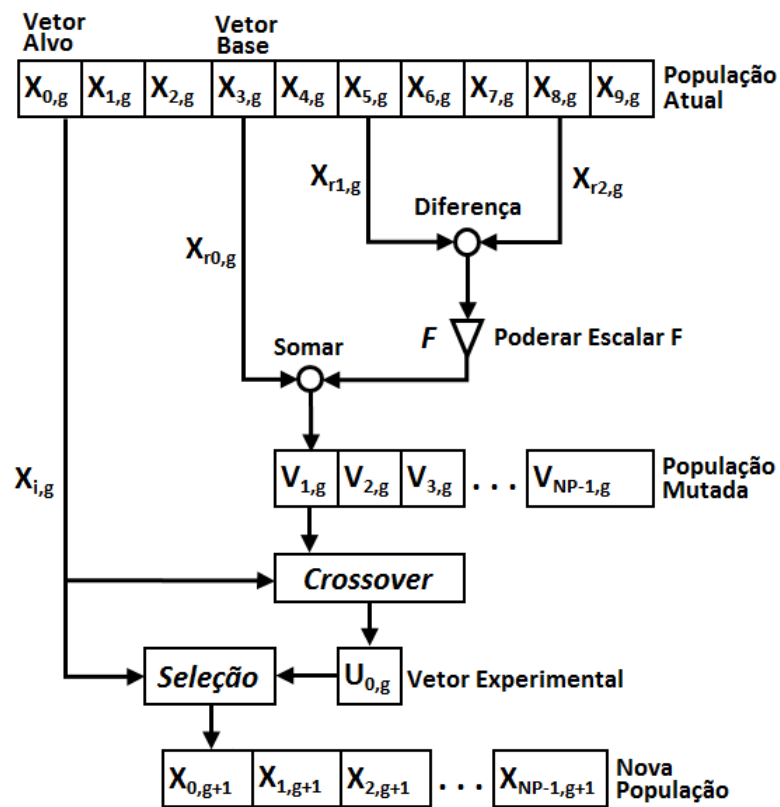 Vetor Alvo
Vetor Base
X0,g X1,g X2,g X3,g X4,g X5,g X6,g X7,g X8,g X9,g
População Atual
Xr1,g
Xr2,g
Diferença
Xr0,g
F
Poderar Escalar F
Somar
Xi,g
V1,g V2,g V3,g . . . VNP-1,g
População Mutada
Crossover
Seleção
U0,g
Vetor Experimental
X0,g+1 X1,g+1 X2,g+1 . . . XNP-1,g+1
Nova População